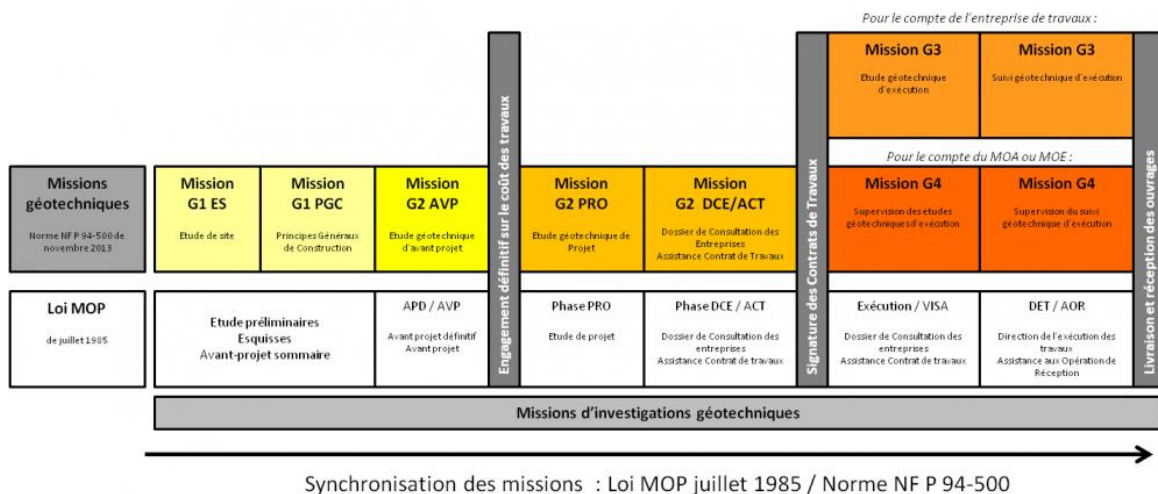 Pour le compte de l'entreprise de travaux :
Mission G3
Etude géotechnique
d'exécution
Mission G3
Suivi géotechnique d'exécution
Pour le compte du MOA ou MOE :
Missions
géotechniques
Norme NF P 94-500 de
novembre 2013
Mission
G1 ES
Etude de site
Mission
G1 PGC
Principes Généraux
de Construction
Mission
G2 AVP
Etude géotechnique
d'avant projet
Engagement définitif sur le coût des travaux
Mission
G2 PRO
Etude géotechnique de
Projet
Mission
G2 DCE/ACT
Dossier de Consultation des
Entreprises
Assistance Contrat de Travaux
Signature des Contrats de Travaux
Mission G4
Supervision des études
géotechniques d'exécution
Mission G4
Supervision du suivi
géotechnique d'exécution
Livraison et réception des ouvrages
Loi MOP
de juillet 1985
Etude préliminaires
Esquisses
Avant-projet sommaire
APD / AVP
Avant projet définitif
Avant projet
Phase PRO
Etude de projet
Phase DCE / ACT
Dossier de Consultation des
entreprises
Assistance Contrat de travaux
Exécution / VISA
Dossier de Consultation des
entreprises
Assistance Contrat de travaux
DET / AOR
Direction de l'exécution des
travaux
Assistance aux Opération de
Réception
Missions d'investigations géotechniques
Synchronisation des missions : Loi MOP juillet 1985 / Norme NF P 94-500